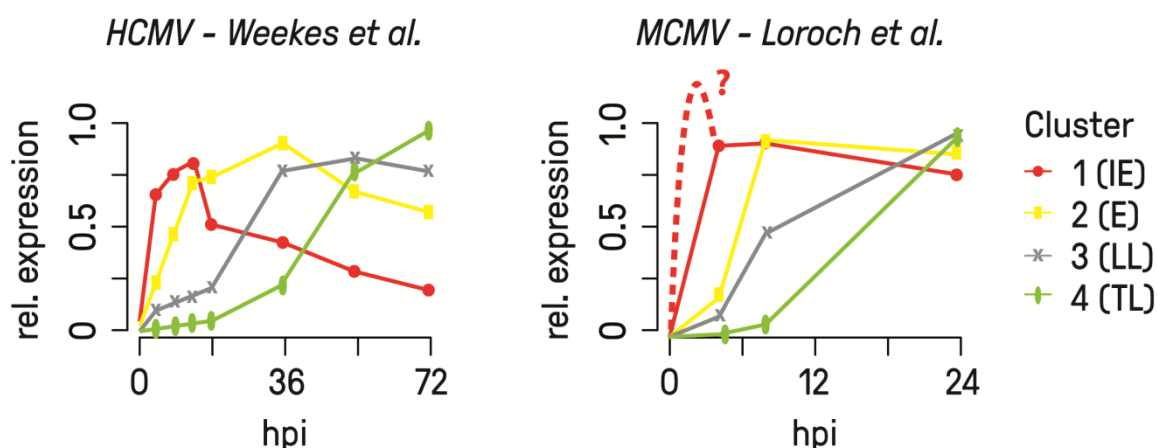 HCMV - Weekes et al.
rel. expression
1.0
0.5
0
0 36 72
hpi
MCMV - Loroch et al.
rel. expression
1.0
0.5
0
?
0 12 24
hpi
Cluster
1 (IE)
2 (E)
3 (LL)
4 (TL)